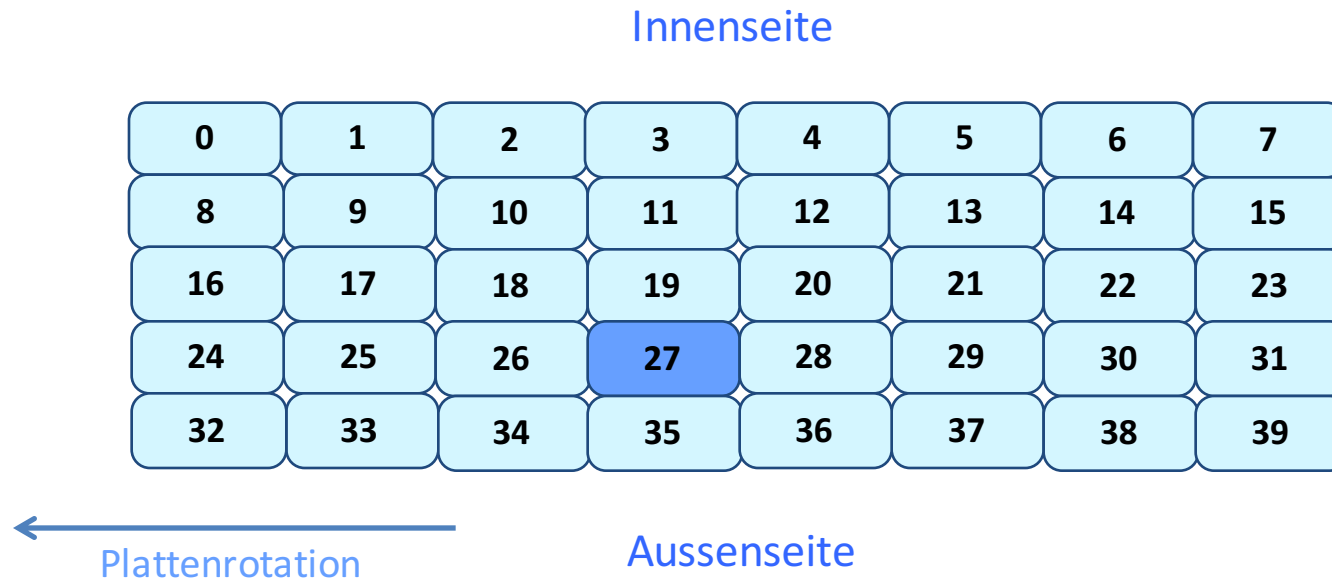 Innenseite
0 1 2 3 4 5 6 7
8 9 10 11 12 13 14 15
16 17 18 19 20 21 22 23
24 25 26 27 28 29 30 31
32 33 34 35 36 37 38 39
Plattenrotation
Aussenseite